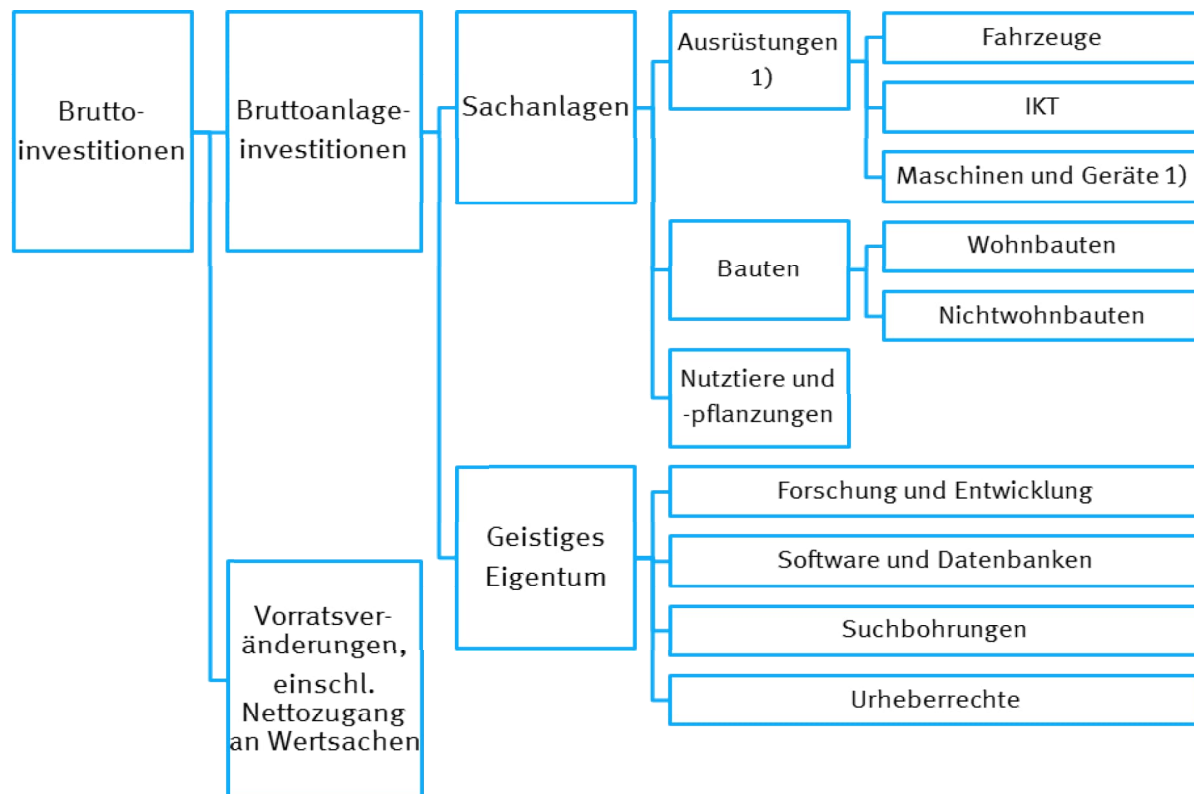 Brutto-
investitionen
Bruttoanlage-
investitionen
Sachanlagen
Ausrüstungen
1)
Fahrzeuge
IKT
Maschinen und Geräte 1)
Bauten
Wohnbauten
Nichtwohnbauten
Nutztiere und
-pflanzungen
Geistiges
Eigentum
Forschung und Entwicklung
Software und Datenbanken
Suchbohrungen
Urheberrechte
Vorratsver-
änderungen,
einschl.
Nettozugang
an Wertsachen